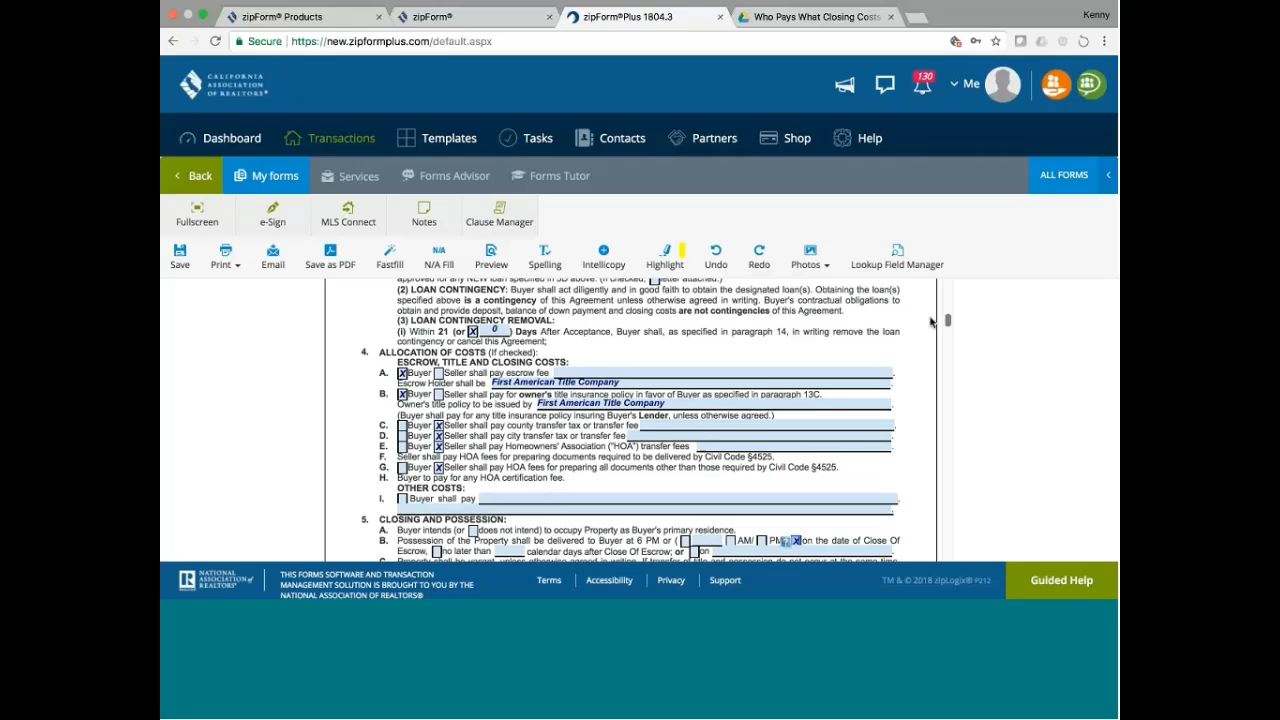 zipForm® Products
zipForm®
zipForm®Plus 1804.3
Who Pays What Closing Costs
Kenny
Secure
https://new.zipformplus.com/default.aspx
CALIFORNIA
ASSOCIATION
OF REALTORS®
130
Me
Dashboard
Transactions
Templates
Tasks
Contacts
Partners
Shop
Help
Back
My forms
Services
Forms Advisor
Forms Tutor
ALL FORMS
Fullscreen
e-Sign
MLS Connect
Notes
Clause Manager
N/A
Save
Print
Email
Save as PDF
Fastfill
N/A Fill
Preview
Spelling
Intellicopy
Highlight
Undo
Redo
Photos
Lookup Field Manager
(2) LOAN CONTINGENCY: Buyer shall act diligently and in good faith to obtain the designated loan(s). Obtaining the loan(s)
specified above is a contingency of this Agreement unless otherwise agreed in writing. Buyer's contractual obligations to
obtain and provide deposit, balance of down payment and closing costs are not contingencies of this Agreement.
(3) LOAN CONTINGENCY REMOVAL:
(i) Within 21 (or X 0 ) Days After Acceptance, Buyer shall, as specified in paragraph 14, in writing remove the loan
contingency or cancel this Agreement;
4. ALLOCATION OF COSTS (If checked):
ESCROW, TITLE AND CLOSING COSTS:
A. X Buyer Seller shall pay escrow fee
Escrow Holder shall be First American Title Company .
B. X Buyer Seller shall pay for owner's title insurance policy in favor of Buyer as specified in paragraph 13C.
Owner's title policy to be issued by First American Title Company .
(Buyer shall pay for any title insurance policy insuring Buyer's Lender, unless otherwise agreed.)
C. Buyer X Seller shall pay county transfer tax or transfer fee .
D. Buyer X Seller shall pay city transfer tax or transfer fee .
E. Buyer X Seller shall pay Homeowners' Association ("HOA") transfer fees .
F. Seller shall pay HOA fees for preparing documents required to be delivered by Civil Code §4525.
G. Buyer X Seller shall pay HOA fees for preparing all documents other than those required by Civil Code §4525.
H. Buyer to pay for any HOA certification fee.
OTHER COSTS:
I. Buyer shall pay .
.
5. CLOSING AND POSSESSION:
A. Buyer intends (or does not intend) to occupy Property as Buyer's primary residence.
B. Possession of the Property shall be delivered to Buyer at 6 PM or ( AM/ PM) X on the date of Close Of
Escrow, no later than calendar days after Close Of Escrow; or on .
NATIONAL
ASSOCIATION of
REALTORS®
THIS FORMS SOFTWARE AND TRANSACTION
MANAGEMENT SOLUTION IS BROUGHT TO YOU BY THE
NATIONAL ASSOCIATION OF REALTORS®
Terms
Accessibility
Privacy
Support
TM & © 2018 zipLogix® P212
Guided Help